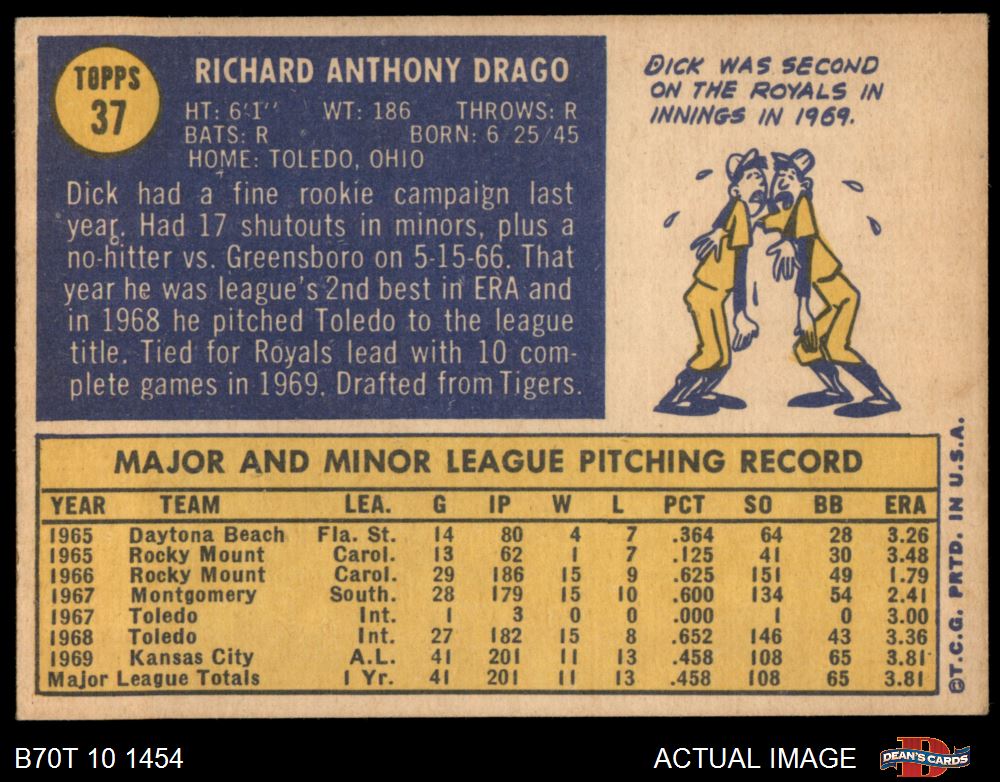 TOPPS
37
RICHARD ANTHONY DRAGO
HT: 6'1" WT: 186 THROWS: R
BATS: R BORN: 6 25/45
HOME: TOLEDO, OHIO
Dick had a fine rookie campaign last
year. Had 17 shutouts in minors, plus a
no-hitter vs. Greensboro on 5-15-66. That
year he was league's 2nd best in ERA and
in 1968 he pitched Toledo to the league
title. Tied for Royals lead with 10 com-
plete games in 1969. Drafted from Tigers.
DICK WAS SECOND
ON THE ROYALS IN
INNINGS IN 1969.
MAJOR AND MINOR LEAGUE PITCHING RECORD
YEAR TEAM LEA. G IP W L PCT SO BB ERA
1965 Daytona Beach Fla. St. 14 80 4 7 .364 64 28 3.26
1965 Rocky Mount Carol. 13 62 1 7 .125 41 30 3.48
1966 Rocky Mount Carol. 29 186 15 9 .625 151 49 1.79
1967 Montgomery South. 28 179 15 10 .600 134 54 2.41
1967 Toledo Int. 1 3 0 0 .000 1 0 3.00
1968 Toledo Int. 27 182 15 8 .652 146 43 3.36
1969 Kansas City A.L. 41 201 11 13 .458 108 65 3.81
Major League Totals 1 Yr. 41 201 11 13 .458 108 65 3.81
©T.C.G. PRTD. IN U.S.A.
B70T 10 1454
ACTUAL IMAGE
DEAN'S CARDS